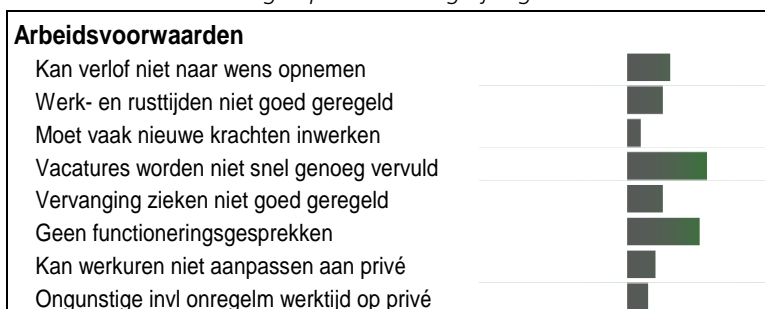 Arbeidsvoorwaarden
Kan verlof niet naar wens opnemen
Werk- en rusttijden niet goed geregeld
Moet vaak nieuwe krachten inwerken
Vacatures worden niet snel genoeg vervuld
Vervanging zieken niet goed geregeld
Geen functioneringsgesprekken
Kan werkuren niet aanpassen aan privé
Ongunstige invl onregelm werktijd op privé